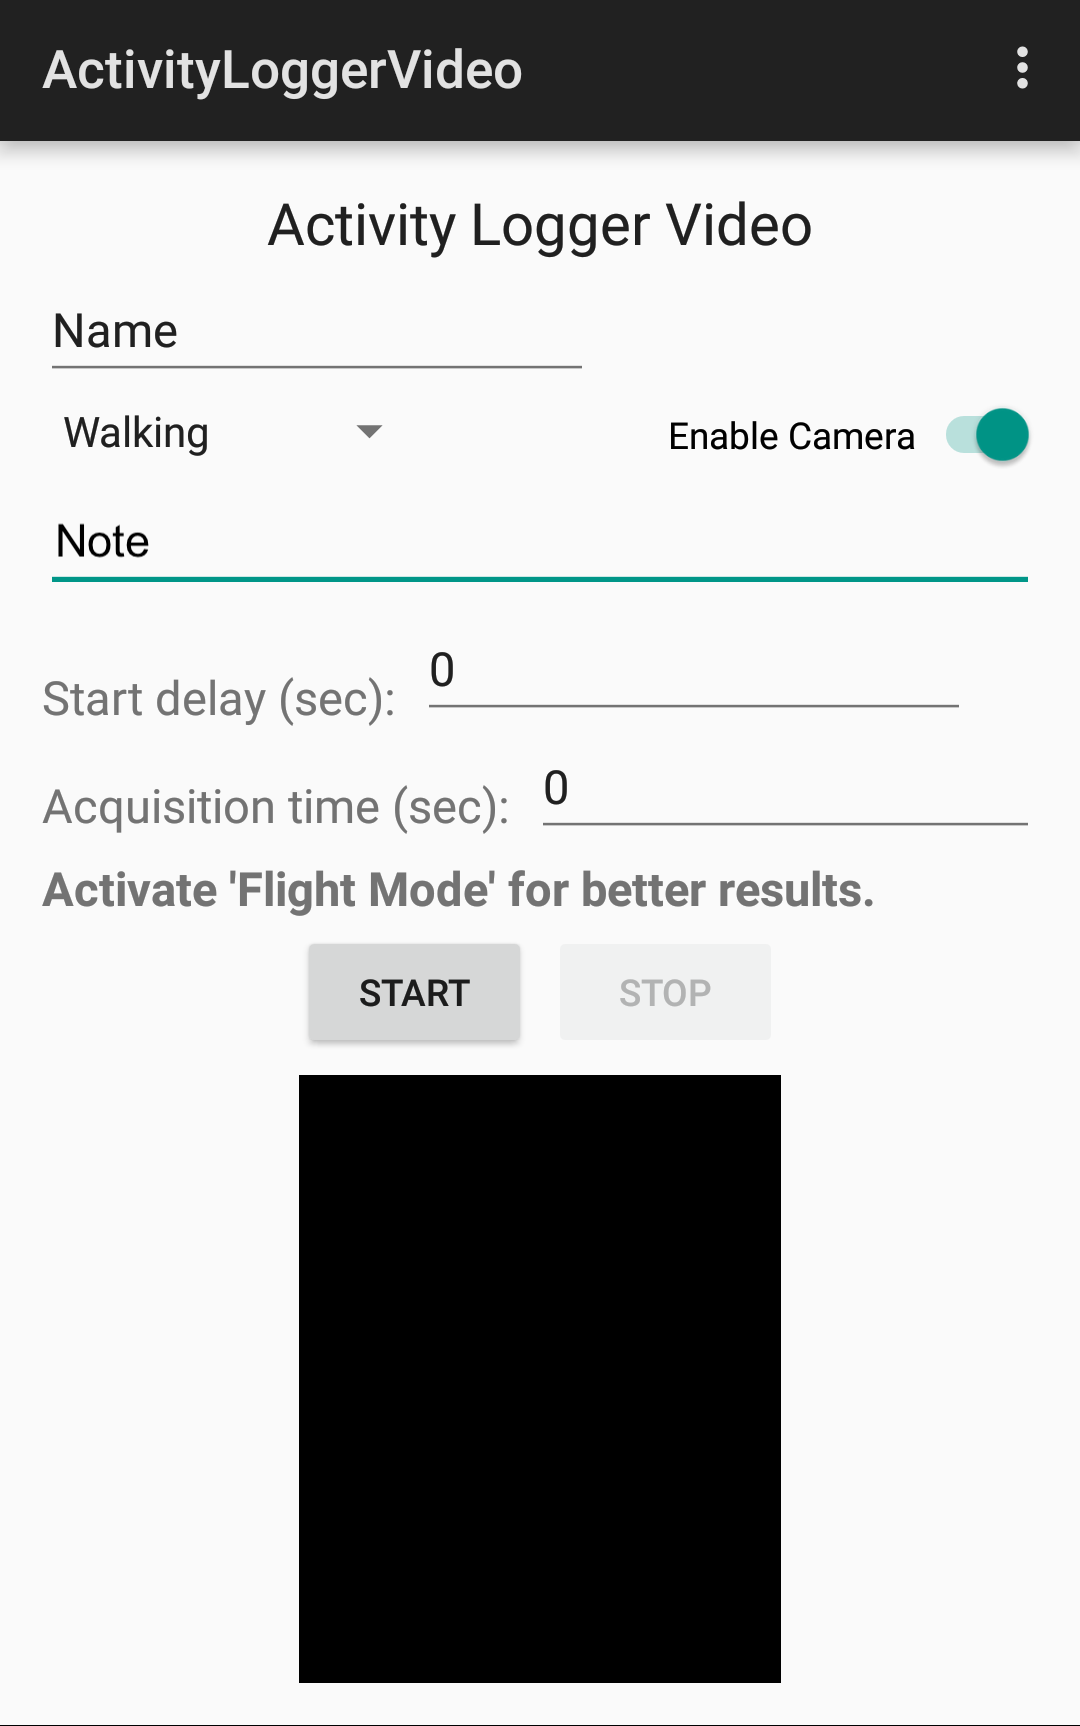 ActivityLoggerVideo
Activity Logger Video
Name
Walking
Enable Camera
Note
Start delay (sec): 0
Acquisition time (sec): 0
Activate 'Flight Mode' for better results.
START STOP